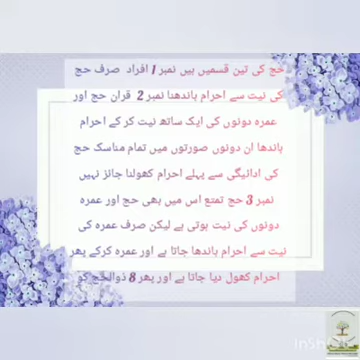 حج کی تین قسمیں ہیں نمبر 1 افراد صرف حج
کی نیت سے احرام باندھنا نمبر 2 قران حج اور
عمرہ دونوں کی ایک ساتھ نیت کر کے احرام
باندھا ان دونوں صورتوں میں تمام مناسک حج
کی ادائیگی سے پہلے احرام کھولنا جائز نہیں
نمبر 3 حج تمتع اس میں بھی حج اور عمرہ
دونوں کی نیت ہوتی ہے لیکن صرف عمرہ کی
نیت سے احرام باندھا جاتا ہے اور عمرہ کرکے پھر
احرام کھول دیا جاتا ہے اور پھر 8 ذوالحج کو
InShot